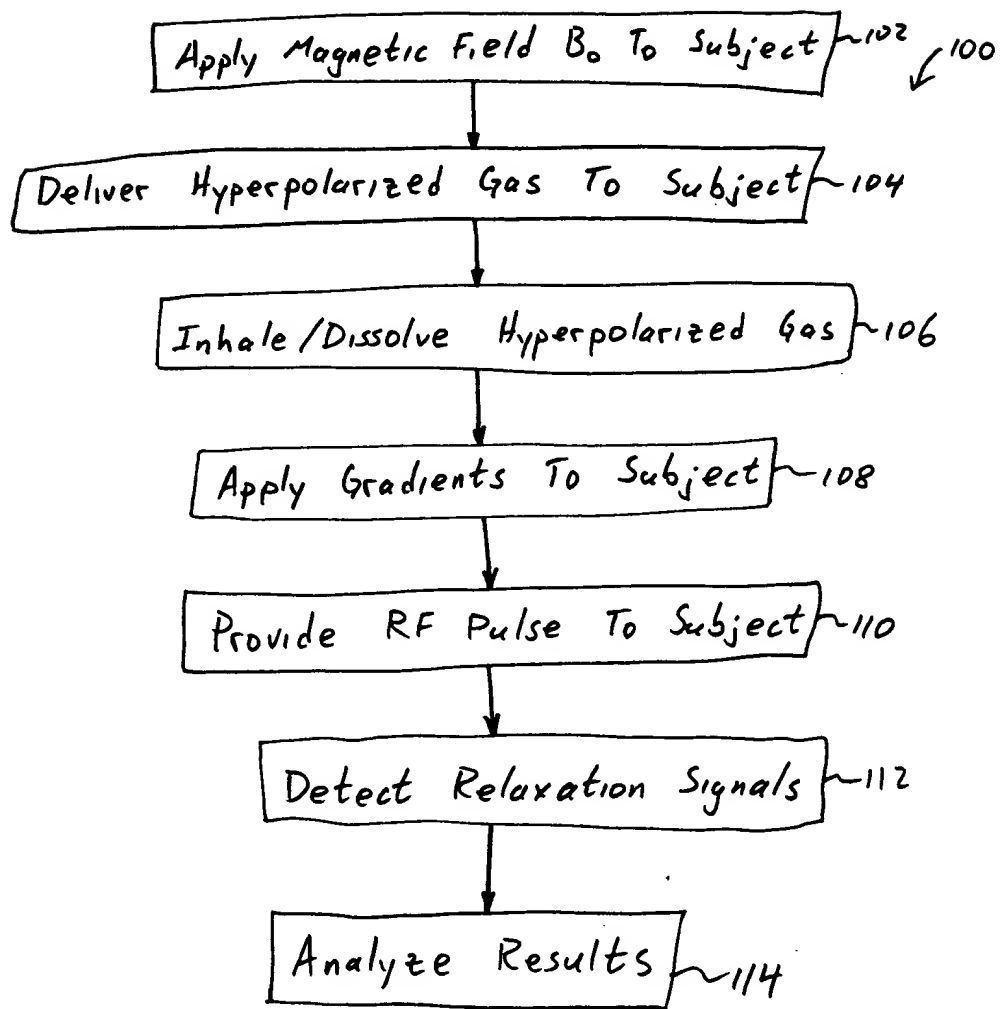 Apply Magnetic Field B₀ To Subject 102
100
Deliver Hyperpolarized Gas To Subject 104
Inhale/Dissolve Hyperpolarized Gas 106
Apply Gradients To Subject 108
Provide RF Pulse To Subject 110
Detect Relaxation Signals 112
Analyze Results 114